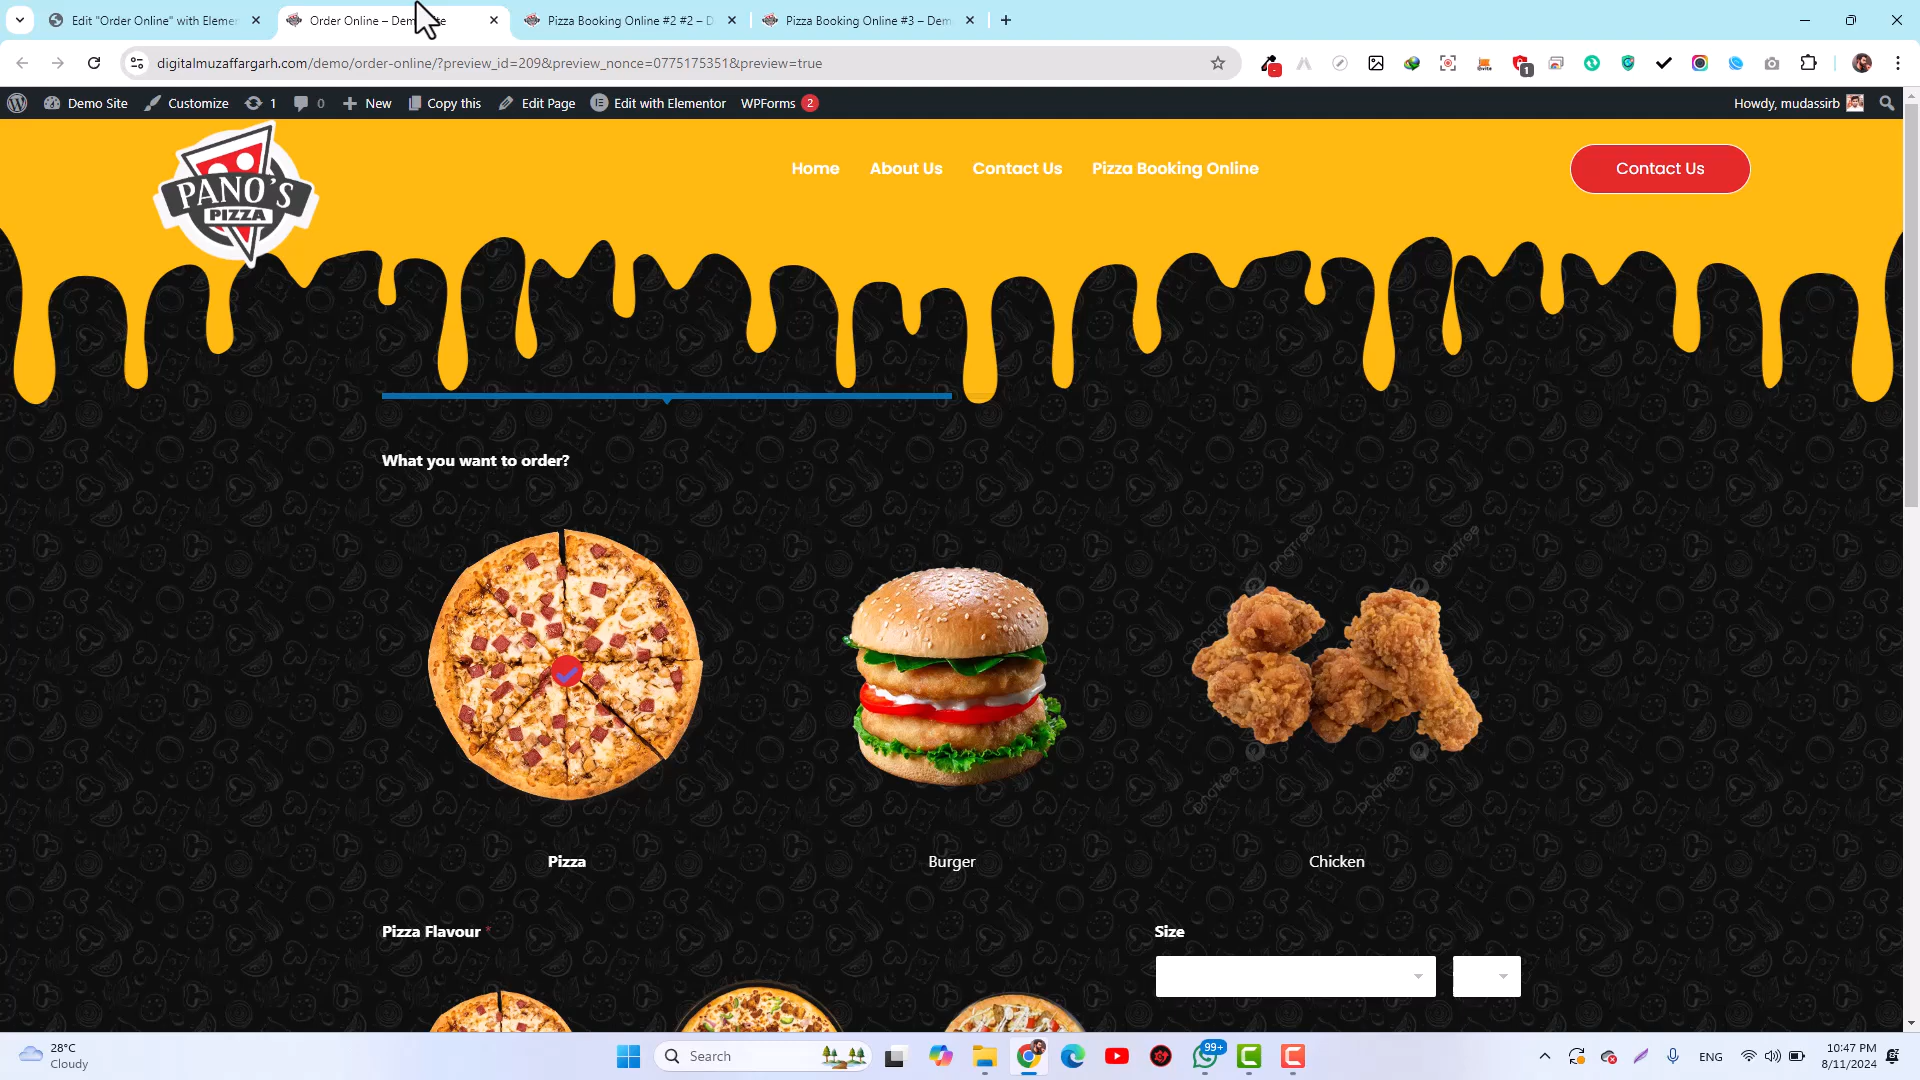 Edit "Order Online" with Elemen
Order Online – Dem
Pizza Booking Online #2 #2 – D
Pizza Booking Online #3 – Dem
digitalmuzaffargarh.com/demo/order-online/?preview_id=209&preview_nonce=0775175351&preview=true
1
Demo Site
Customize
1
0
New
Copy this
Edit Page
Edit with Elementor
WPForms 2
Howdy, mudassirb
PANO'S
PIZZA
Home
About Us
Contact Us
Pizza Booking Online
Contact Us
What you want to order?
Pizza
Burger
Chicken
Pizza Flavour *
Size
28°C
Cloudy
Search
99+
ENG
10:47 PM
8/11/2024